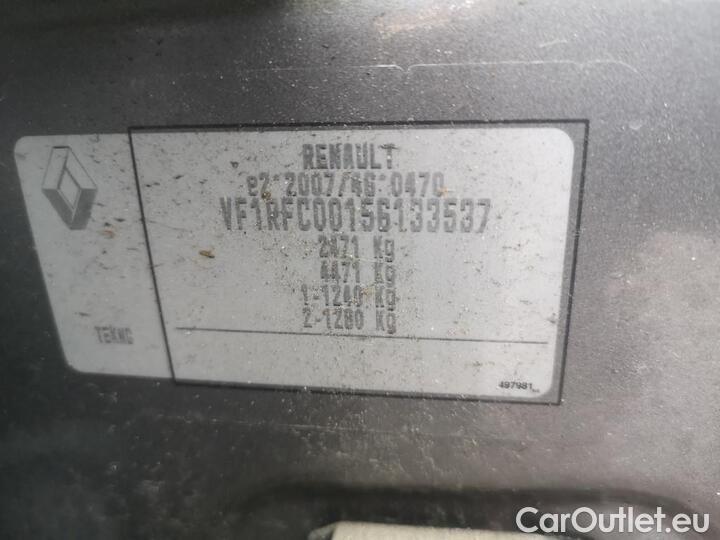 RENAULT
e2*2007/46*0470
VF1RFC00156133537
2471 Kg
4471 Kg
1-1240 Kg
2-1280 Kg
TEKNG
497981
CarOutlet.eu